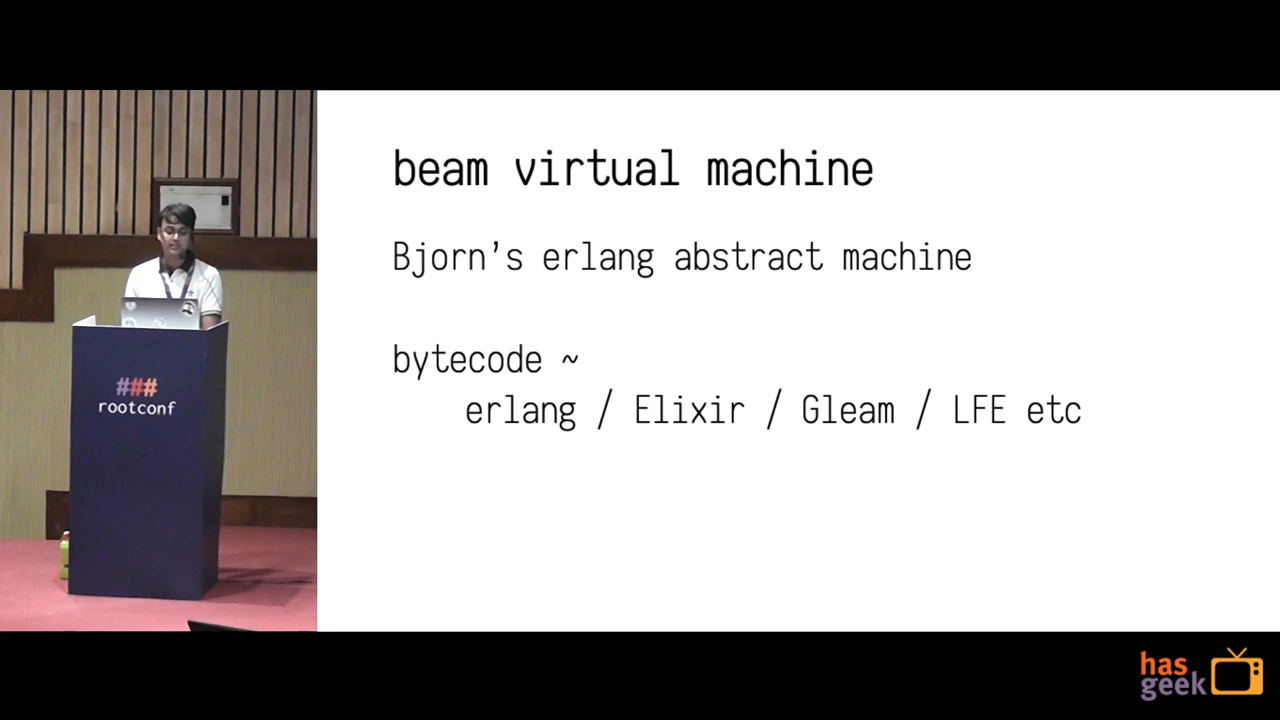 beam virtual machine
Bjorn's erlang abstract machine
bytecode ~
erlang / Elixir / Gleam / LFE etc
###
rootconf
has
geek